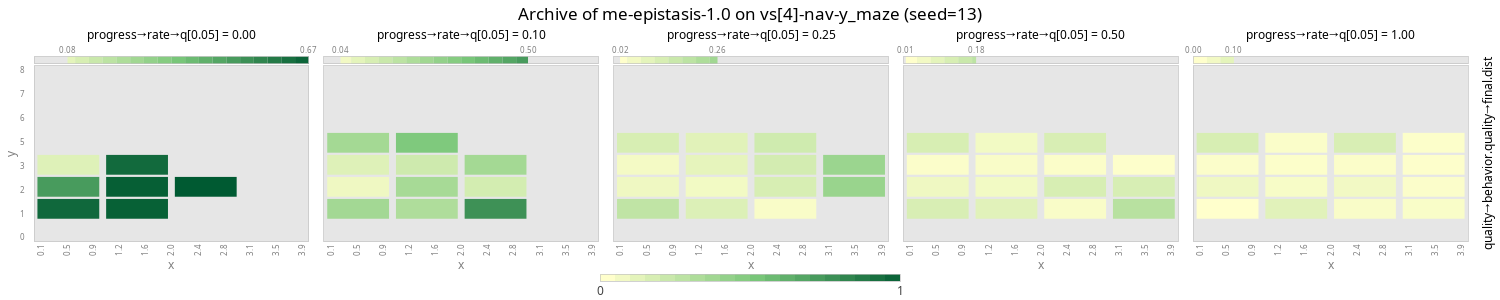 Archive of me-epistasis-1.0 on vs[4]-nav-y_maze (seed=13)
progress→rate→q[0.05] = 0.00
progress→rate→q[0.05] = 0.10
progress→rate→q[0.05] = 0.25
progress→rate→q[0.05] = 0.50
progress→rate→q[0.05] = 1.00
0.08 0.67
0.04 0.50
0.02 0.26
0.01 0.18
0.00 0.10
8
7
6
5
3
2
1
0
y
quality→behavior.quality→final.dist
0.1 0.5 0.9 1.2 1.6 2.0 2.4 2.8 3.1 3.5 3.9
0.1 0.5 0.9 1.2 1.6 2.0 2.4 2.8 3.1 3.5 3.9
0.1 0.5 0.9 1.2 1.6 2.0 2.4 2.8 3.1 3.5 3.9
0.1 0.5 0.9 1.2 1.6 2.0 2.4 2.8 3.1 3.5 3.9
0.1 0.5 0.9 1.2 1.6 2.0 2.4 2.8 3.1 3.5 3.9
x
x
x
x
x
0 1